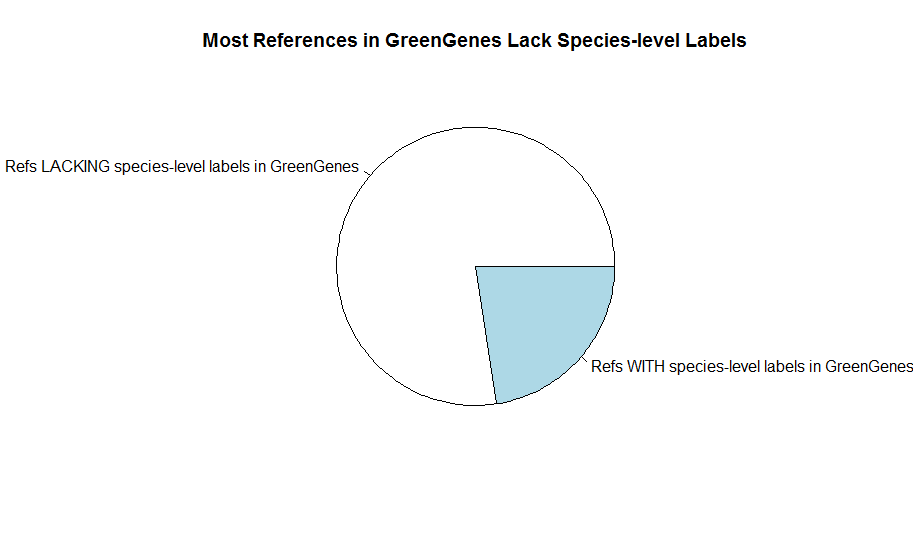 Most References in GreenGenes Lack Species-level Labels
Refs LACKING species-level labels in GreenGenes
Refs WITH species-level labels in GreenGenes